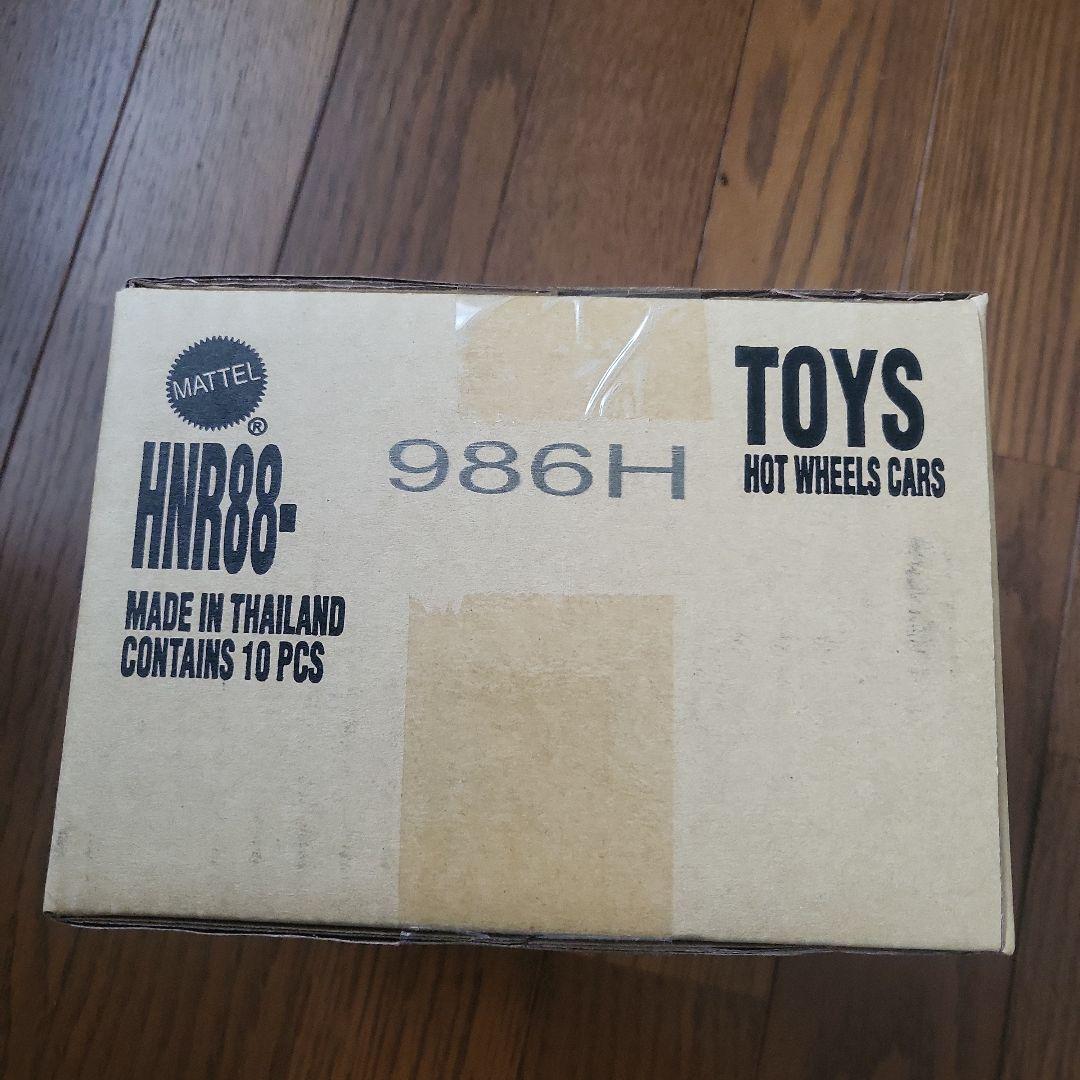 MATTEL
®
HNR88-
MADE IN THAILAND
CONTAINS 10 PCS
986H
TOYS
HOT WHEELS CARS